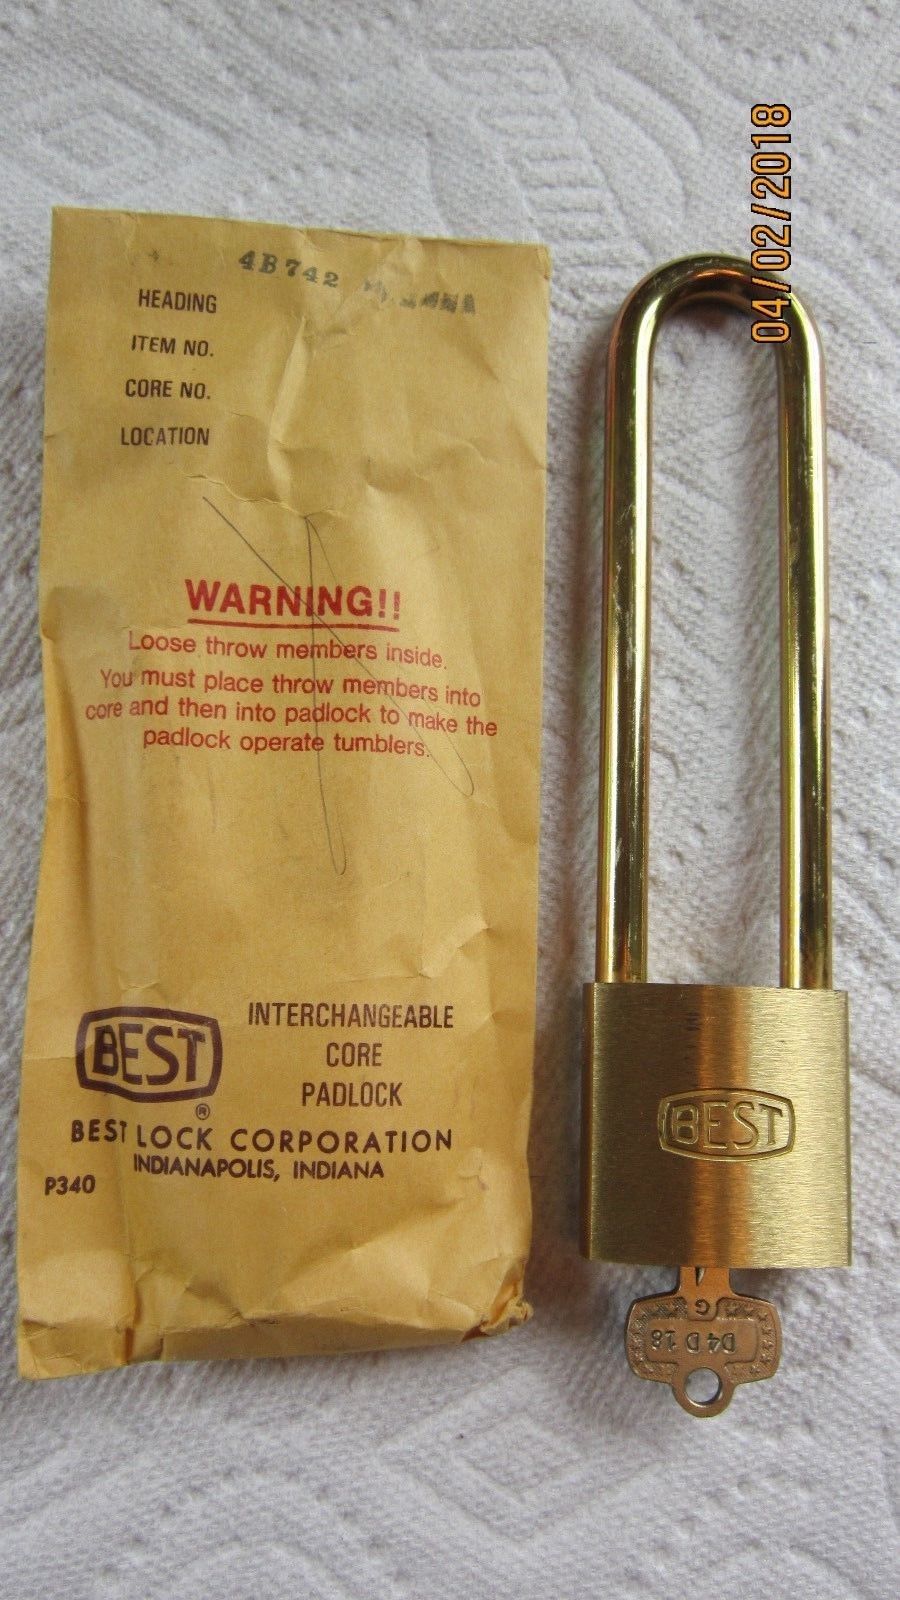 4B742
HEADING
ITEM NO.
CORE NO.
LOCATION
WARNING!!
Loose throw members inside.
You must place throw members into
core and then into padlock to make the
padlock operate tumblers.
BEST
®
INTERCHANGEABLE
CORE
PADLOCK
BEST LOCK CORPORATION
INDIANAPOLIS, INDIANA
P340
04/02/2018
BEST
G
D4D 18